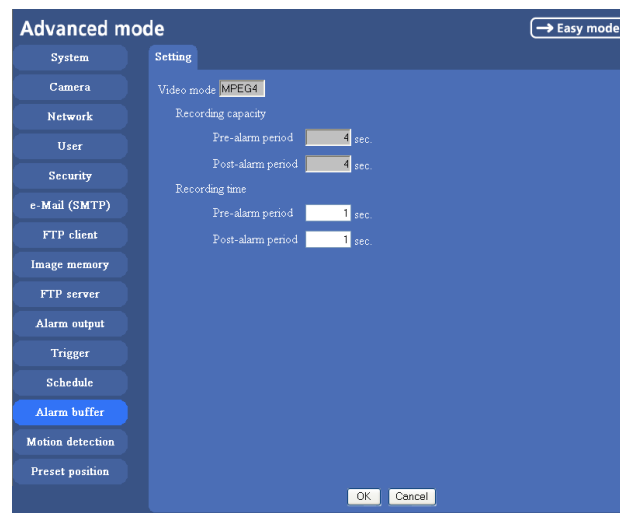 Advanced mode
→ Easy mode
System
Camera
Network
User
Security
e-Mail (SMTP)
FTP client
Image memory
FTP server
Alarm output
Trigger
Schedule
Alarm buffer
Motion detection
Preset position
Setting
Video mode MPEG4
Recording capacity
Pre-alarm period 4 sec.
Post-alarm period 4 sec.
Recording time
Pre-alarm period 1 sec.
Post-alarm period 1 sec.
OK Cancel